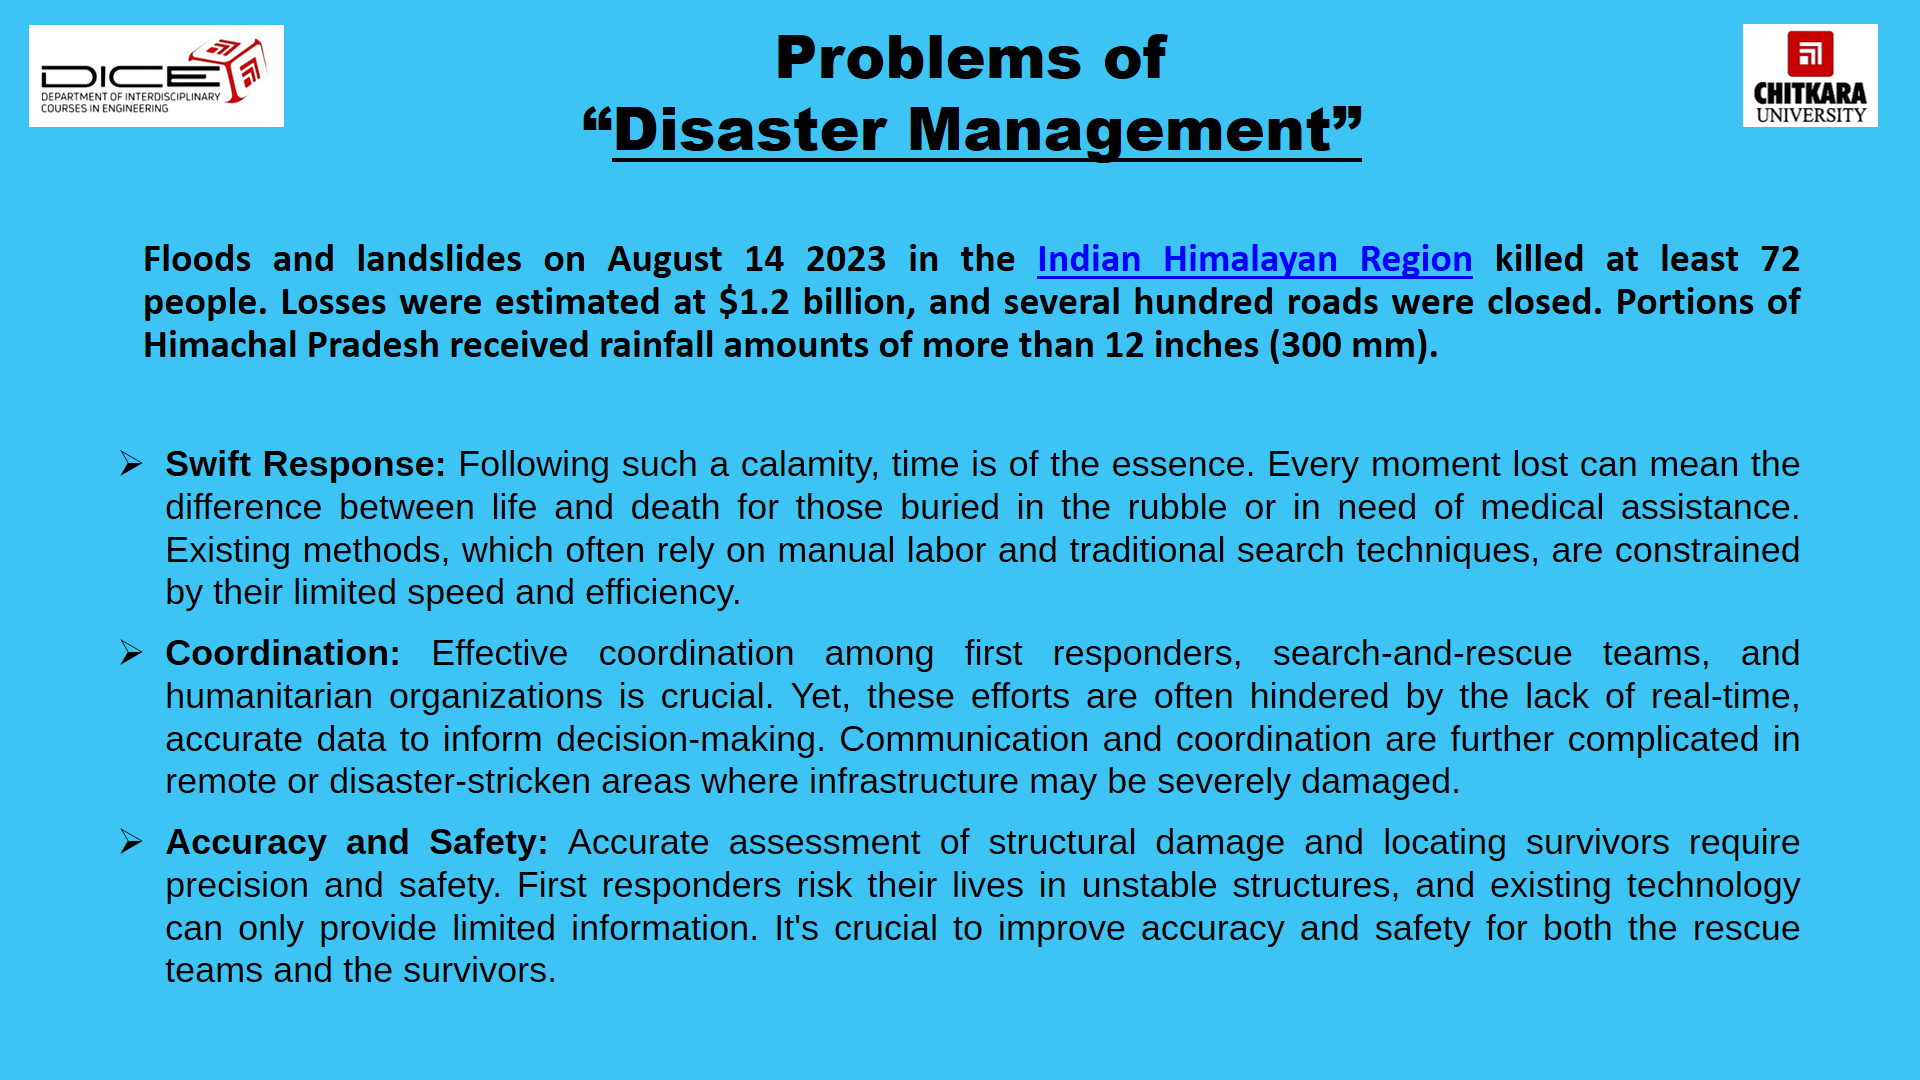 DICE
DEPARTMENT OF INTERDISCIPLINARY
COURSES IN ENGINEERING
Problems of
“Disaster Management”
CHITKARA
UNIVERSITY
Floods and landslides on August 14 2023 in the Indian Himalayan Region killed at least 72
people. Losses were estimated at $1.2 billion, and several hundred roads were closed. Portions of
Himachal Pradesh received rainfall amounts of more than 12 inches (300 mm).
➢ Swift Response: Following such a calamity, time is of the essence. Every moment lost can mean the
difference between life and death for those buried in the rubble or in need of medical assistance.
Existing methods, which often rely on manual labor and traditional search techniques, are constrained
by their limited speed and efficiency.
➢ Coordination: Effective coordination among first responders, search-and-rescue teams, and
humanitarian organizations is crucial. Yet, these efforts are often hindered by the lack of real-time,
accurate data to inform decision-making. Communication and coordination are further complicated in
remote or disaster-stricken areas where infrastructure may be severely damaged.
➢ Accuracy and Safety: Accurate assessment of structural damage and locating survivors require
precision and safety. First responders risk their lives in unstable structures, and existing technology
can only provide limited information. It's crucial to improve accuracy and safety for both the rescue
teams and the survivors.